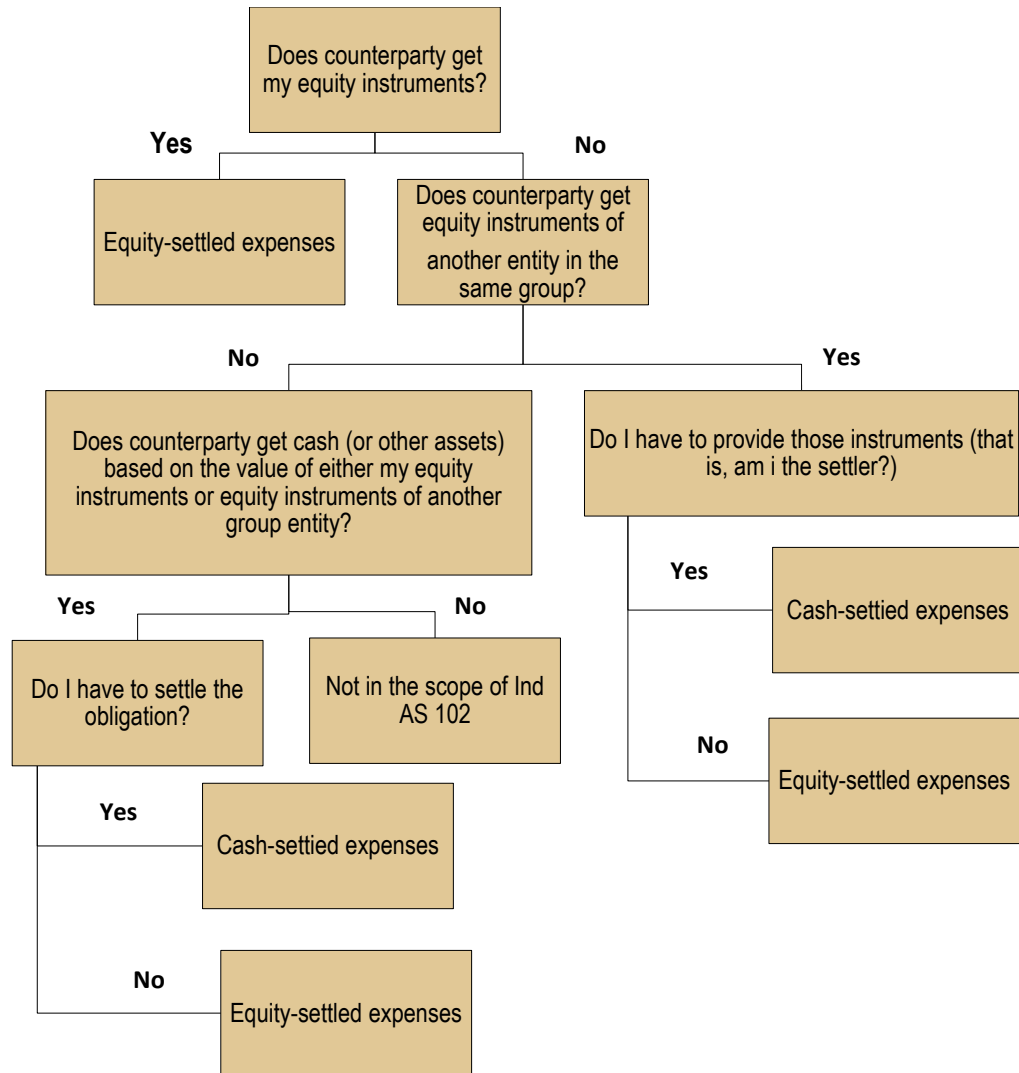 Does counterparty get
my equity instruments?
Yes
No
Equity-settled expenses
Does counterparty get
equity instruments of
another entity in the
same group?
No
Yes
Does counterparty get cash (or other assets)
based on the value of either my equity
instruments or equity instruments of another
group entity?
Do I have to provide those instruments (that
is, am i the settler?)
Yes
No
Yes
Cash-settied expenses
Do I have to settle the
obligation?
Not in the scope of Ind
AS 102
No
Equity-settled expenses
Yes
Cash-settied expenses
No
Equity-settled expenses